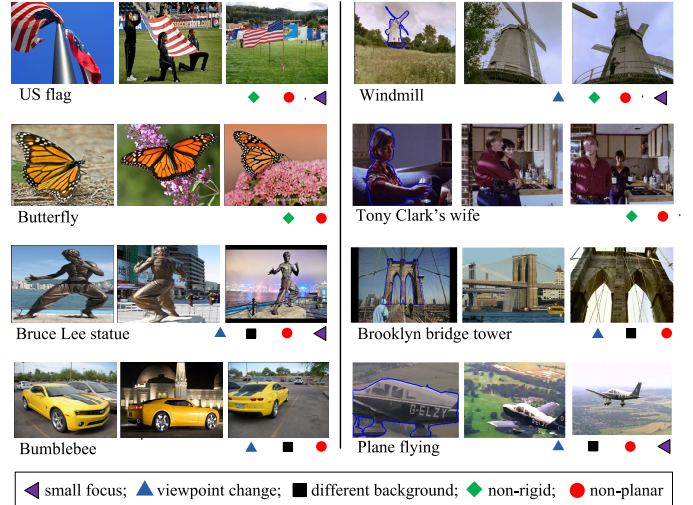 US flag
Windmill
Butterfly
Tony Clark's wife
Bruce Lee statue
Brooklyn bridge tower
G-ELZY
Bumblebee
Plane flying
small focus; viewpoint change; different background; non-rigid; non-planar